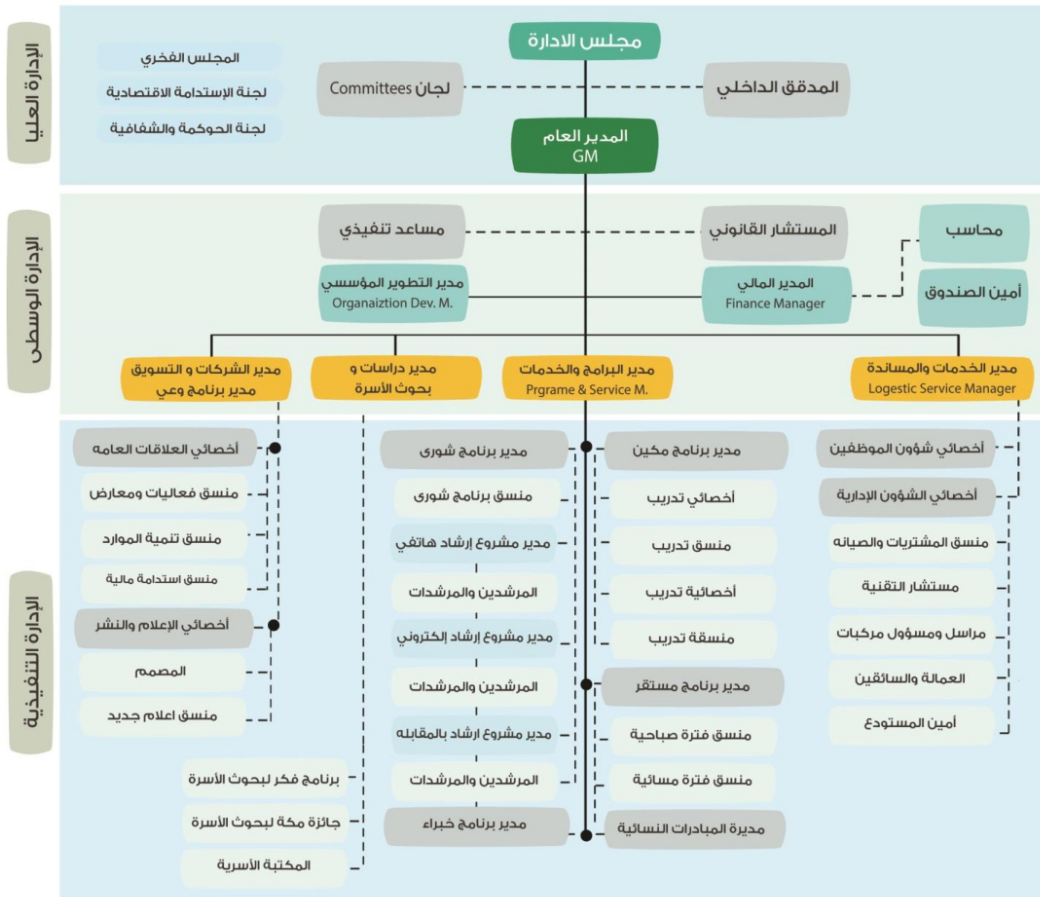 الإدارة العليا
مجلس الادارة
المدقق الداخلي
لجان Committees
المجلس الفخري
لجنة الإستدامة الاقتصادية
لجنة الحوكمة والشفافية
المدير العام
GM
الإدارة الوسطى
محاسب
المستشار القانوني
مساعد تنفيذي
أمين الصندوق
المدير المالي
Finance Manager
مدير التطوير المؤسسي
Organaiztion Dev. M.
مدير الخدمات والمساندة
Logestic Service Manager
مدير البرامج والخدمات
Prgrame & Service M.
مدير دراسات و
بحوث الأسرة
مدير الشركات و التسويق
مدير برنامج وعي
الإدارة التنفيذية
أخصائي شؤون الموظفين
أخصائي الشؤون الإدارية
منسق المشتريات والصيانه
مستشار التقنية
مراسل ومسؤول مركبات
العمالة والسائقين
أمين المستودع
مدير برنامج مكين
أخصائي تدريب
منسق تدريب
أخصائية تدريب
منسقة تدريب
مدير برنامج مستقر
منسق فترة صباحية
منسق فترة مسائية
مديرة المبادرات النسائية
مدير برنامج شورى
منسق برنامج شورى
مدير مشروع إرشاد هاتفي
المرشدين والمرشدات
مدير مشروع إرشاد إلكتروني
المرشدين والمرشدات
مدير مشروع ارشاد بالمقابله
المرشدين والمرشدات
مدير برنامج خبراء
برنامج فكر لبحوث الأسرة
جائزة مكة لبحوث الأسرة
المكتبة الأسرية
أخصائي العلاقات العامه
منسق فعاليات ومعارض
منسق تنمية الموارد
منسق استدامة مالية
أخصائي الإعلام والنشر
المصمم
منسق اعلام جديد